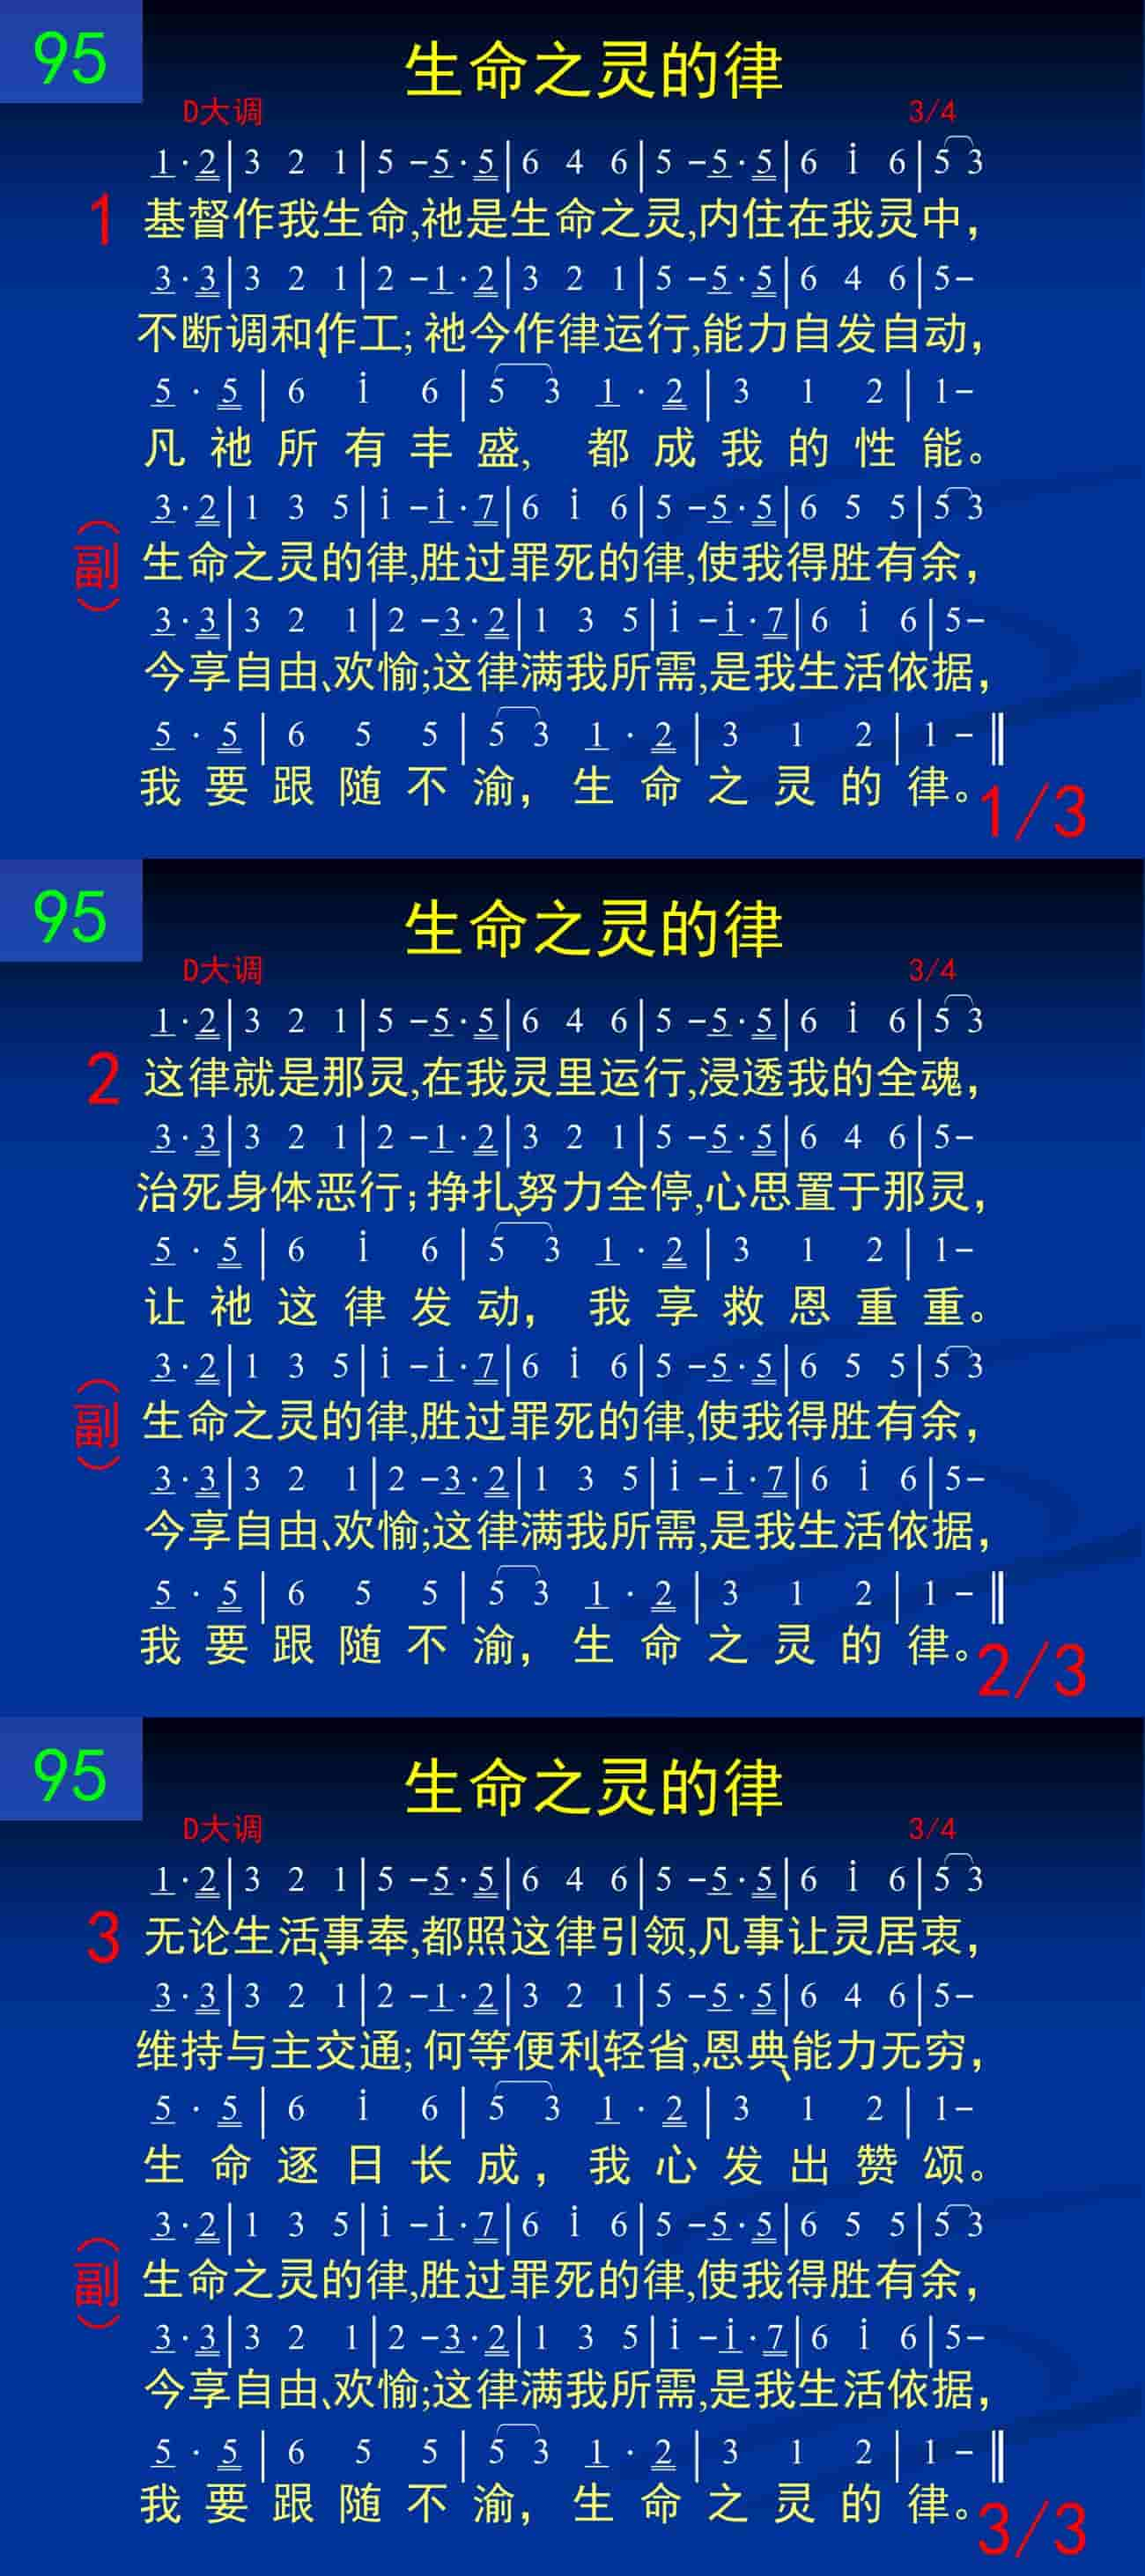 95
生命之灵的律
D大调 3/4
1·2|3 2 1|5 -5·5|6 4 6|5 -5·5|6 i 6|5 3
1 基督作我生命,祂是生命之灵,内住在我灵中,
3·3|3 2 1|2 -1·2|3 2 1|5 -5·5|6 4 6|5-
不断调和、作工;祂今作律运行,能力自发自动,
5·5|6 i 6|5 3 1·2|3 1 2|1-
凡祂所有丰盛,都成我的性能。
3·2|1 3 5|i -i·7|6 i 6|5 -5·5|6 5 5|5 3
(副) 生命之灵的律,胜过罪死的律,使我得胜有余,
3·3|3 2 1|2 -3·2|1 3 5|i -i·7|6 i 6|5-
今享自由、欢愉;这律满我所需,是我生活依据,
5·5|6 5 5|5 3 1·2|3 1 2|1 -‖
我要跟随不渝,生命之灵的律。
1/3
95
生命之灵的律
D大调 3/4
1·2|3 2 1|5 -5·5|6 4 6|5 -5·5|6 i 6|5 3
2 这律就是那灵,在我灵里运行,浸透我的全魂,
3·3|3 2 1|2 -1·2|3 2 1|5 -5·5|6 4 6|5-
治死身体恶行;挣扎、努力全停,心思置于那灵,
5·5|6 i 6|5 3 1·2|3 1 2|1-
让祂这律发动,我享救恩重重。
3·2|1 3 5|i -i·7|6 i 6|5 -5·5|6 5 5|5 3
(副) 生命之灵的律,胜过罪死的律,使我得胜有余,
3·3|3 2 1|2 -3·2|1 3 5|i -i·7|6 i 6|5-
今享自由、欢愉;这律满我所需,是我生活依据,
5·5|6 5 5|5 3 1·2|3 1 2|1 -‖
我要跟随不渝,生命之灵的律。
2/3
95
生命之灵的律
D大调 3/4
1·2|3 2 1|5 -5·5|6 4 6|5 -5·5|6 i 6|5 3
3 无论生活、事奉,都照这律引领,凡事让灵居衷,
3·3|3 2 1|2 -1·2|3 2 1|5 -5·5|6 4 6|5-
维持与主交通;何等便利、轻省,恩典、能力无穷,
5·5|6 i 6|5 3 1·2|3 1 2|1-
生命逐日长成,我心发出赞颂。
3·2|1 3 5|i -i·7|6 i 6|5 -5·5|6 5 5|5 3
(副) 生命之灵的律,胜过罪死的律,使我得胜有余,
3·3|3 2 1|2 -3·2|1 3 5|i -i·7|6 i 6|5-
今享自由、欢愉;这律满我所需,是我生活依据,
5·5|6 5 5|5 3 1·2|3 1 2|1 -‖
我要跟随不渝,生命之灵的律。
3/3